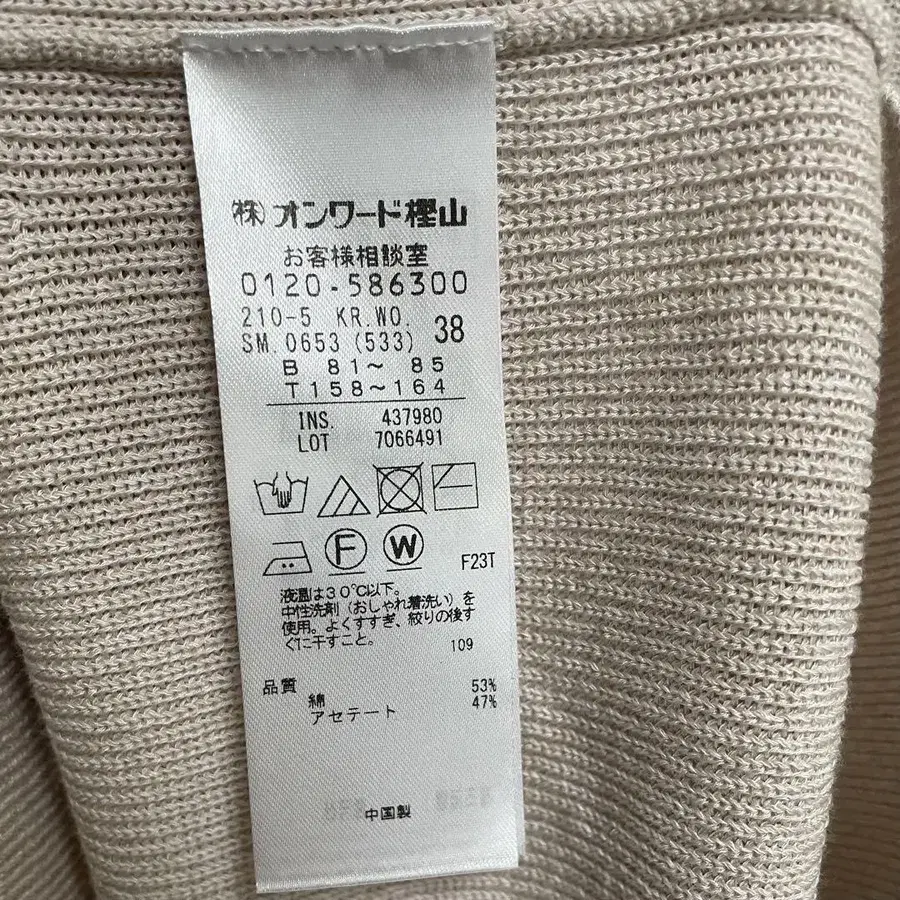 (株)オンワード樫山
お客様相談室
0120-586300
210-5 KR.WO.
SM.0653 (533) 38
B 81～ 85
T 158～164
INS. 437980
LOT 7066491
F W
F23T
液温は30℃以下。
中性洗剤(おしゃれ着洗い)を
使用。よくすすぎ、絞りの後す
ぐに干すこと。 109
品質 53%
綿 47%
アセテート
中国製